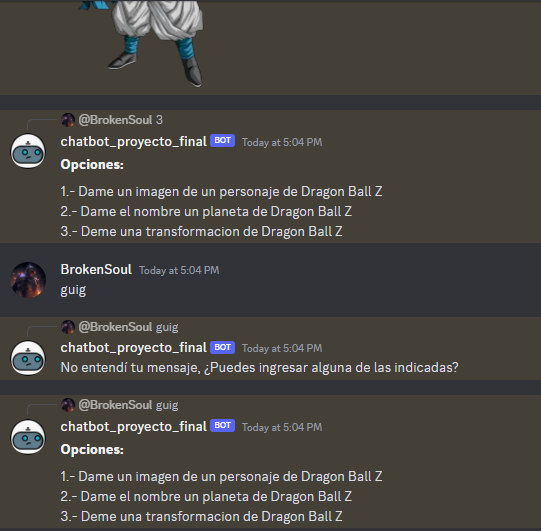 @BrokenSoul 3
chatbot_proyecto_final BOT Today at 5:04 PM
Opciones:
1.- Dame un imagen de un personaje de Dragon Ball Z
2.- Dame el nombre un planeta de Dragon Ball Z
3.- Deme una transformacion de Dragon Ball Z
BrokenSoul Today at 5:04 PM
guig
@BrokenSoul guig
chatbot_proyecto_final BOT Today at 5:04 PM
No entendí tu mensaje, ¿Puedes ingresar alguna de las indicadas?
@BrokenSoul guig
chatbot_proyecto_final BOT Today at 5:04 PM
Opciones:
1.- Dame un imagen de un personaje de Dragon Ball Z
2.- Dame el nombre un planeta de Dragon Ball Z
3.- Deme una transformacion de Dragon Ball Z